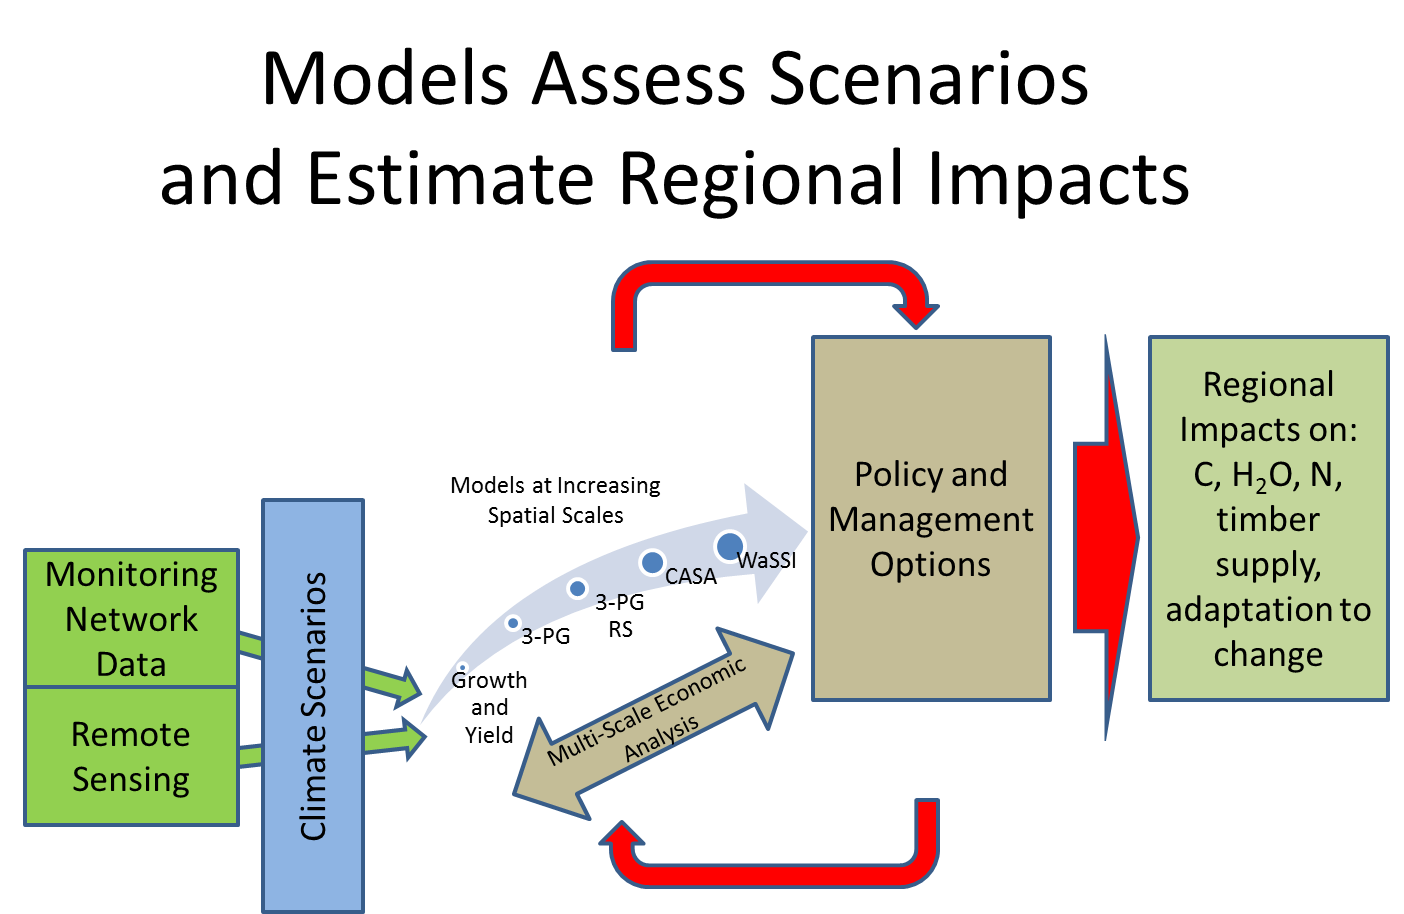 Models Assess Scenarios
and Estimate Regional Impacts
Monitoring
Network
Data
Remote
Sensing
Climate Scenarios
Models at Increasing
Spatial Scales
Growth
and
Yield
3-PG
3-PG
RS
CASA
WaSSI
Multi-Scale Economic
Analysis
Policy and
Management
Options
Regional
Impacts on:
C, H₂O, N,
timber
supply,
adaptation to
change